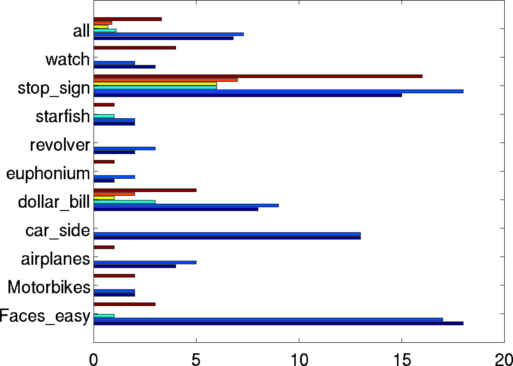 all
watch
stop_sign
starfish
revolver
euphonium
dollar_bill
car_side
airplanes
Motorbikes
Faces_easy
0 5 10 15 20